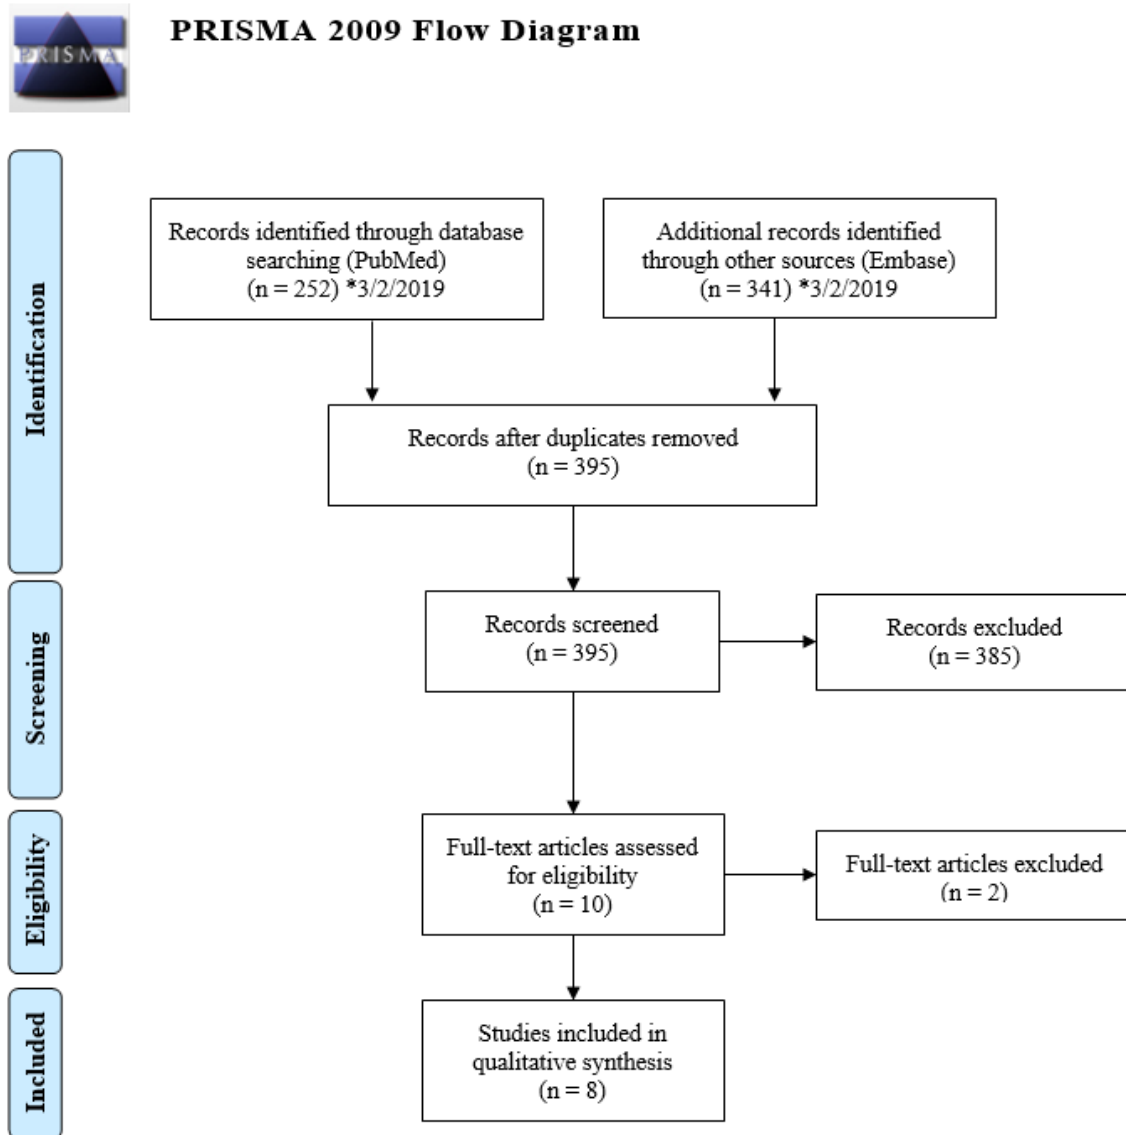 PRISMA
PRISMA 2009 Flow Diagram
Identification
Records identified through database
searching (PubMed)
(n = 252) *3/2/2019
Additional records identified
through other sources (Embase)
(n = 341) *3/2/2019
Records after duplicates removed
(n = 395)
Screening
Records screened
(n = 395)
Records excluded
(n = 385)
Eligibility
Full-text articles assessed
for eligibility
(n = 10)
Full-text articles excluded
(n = 2)
Included
Studies included in
qualitative synthesis
(n = 8)